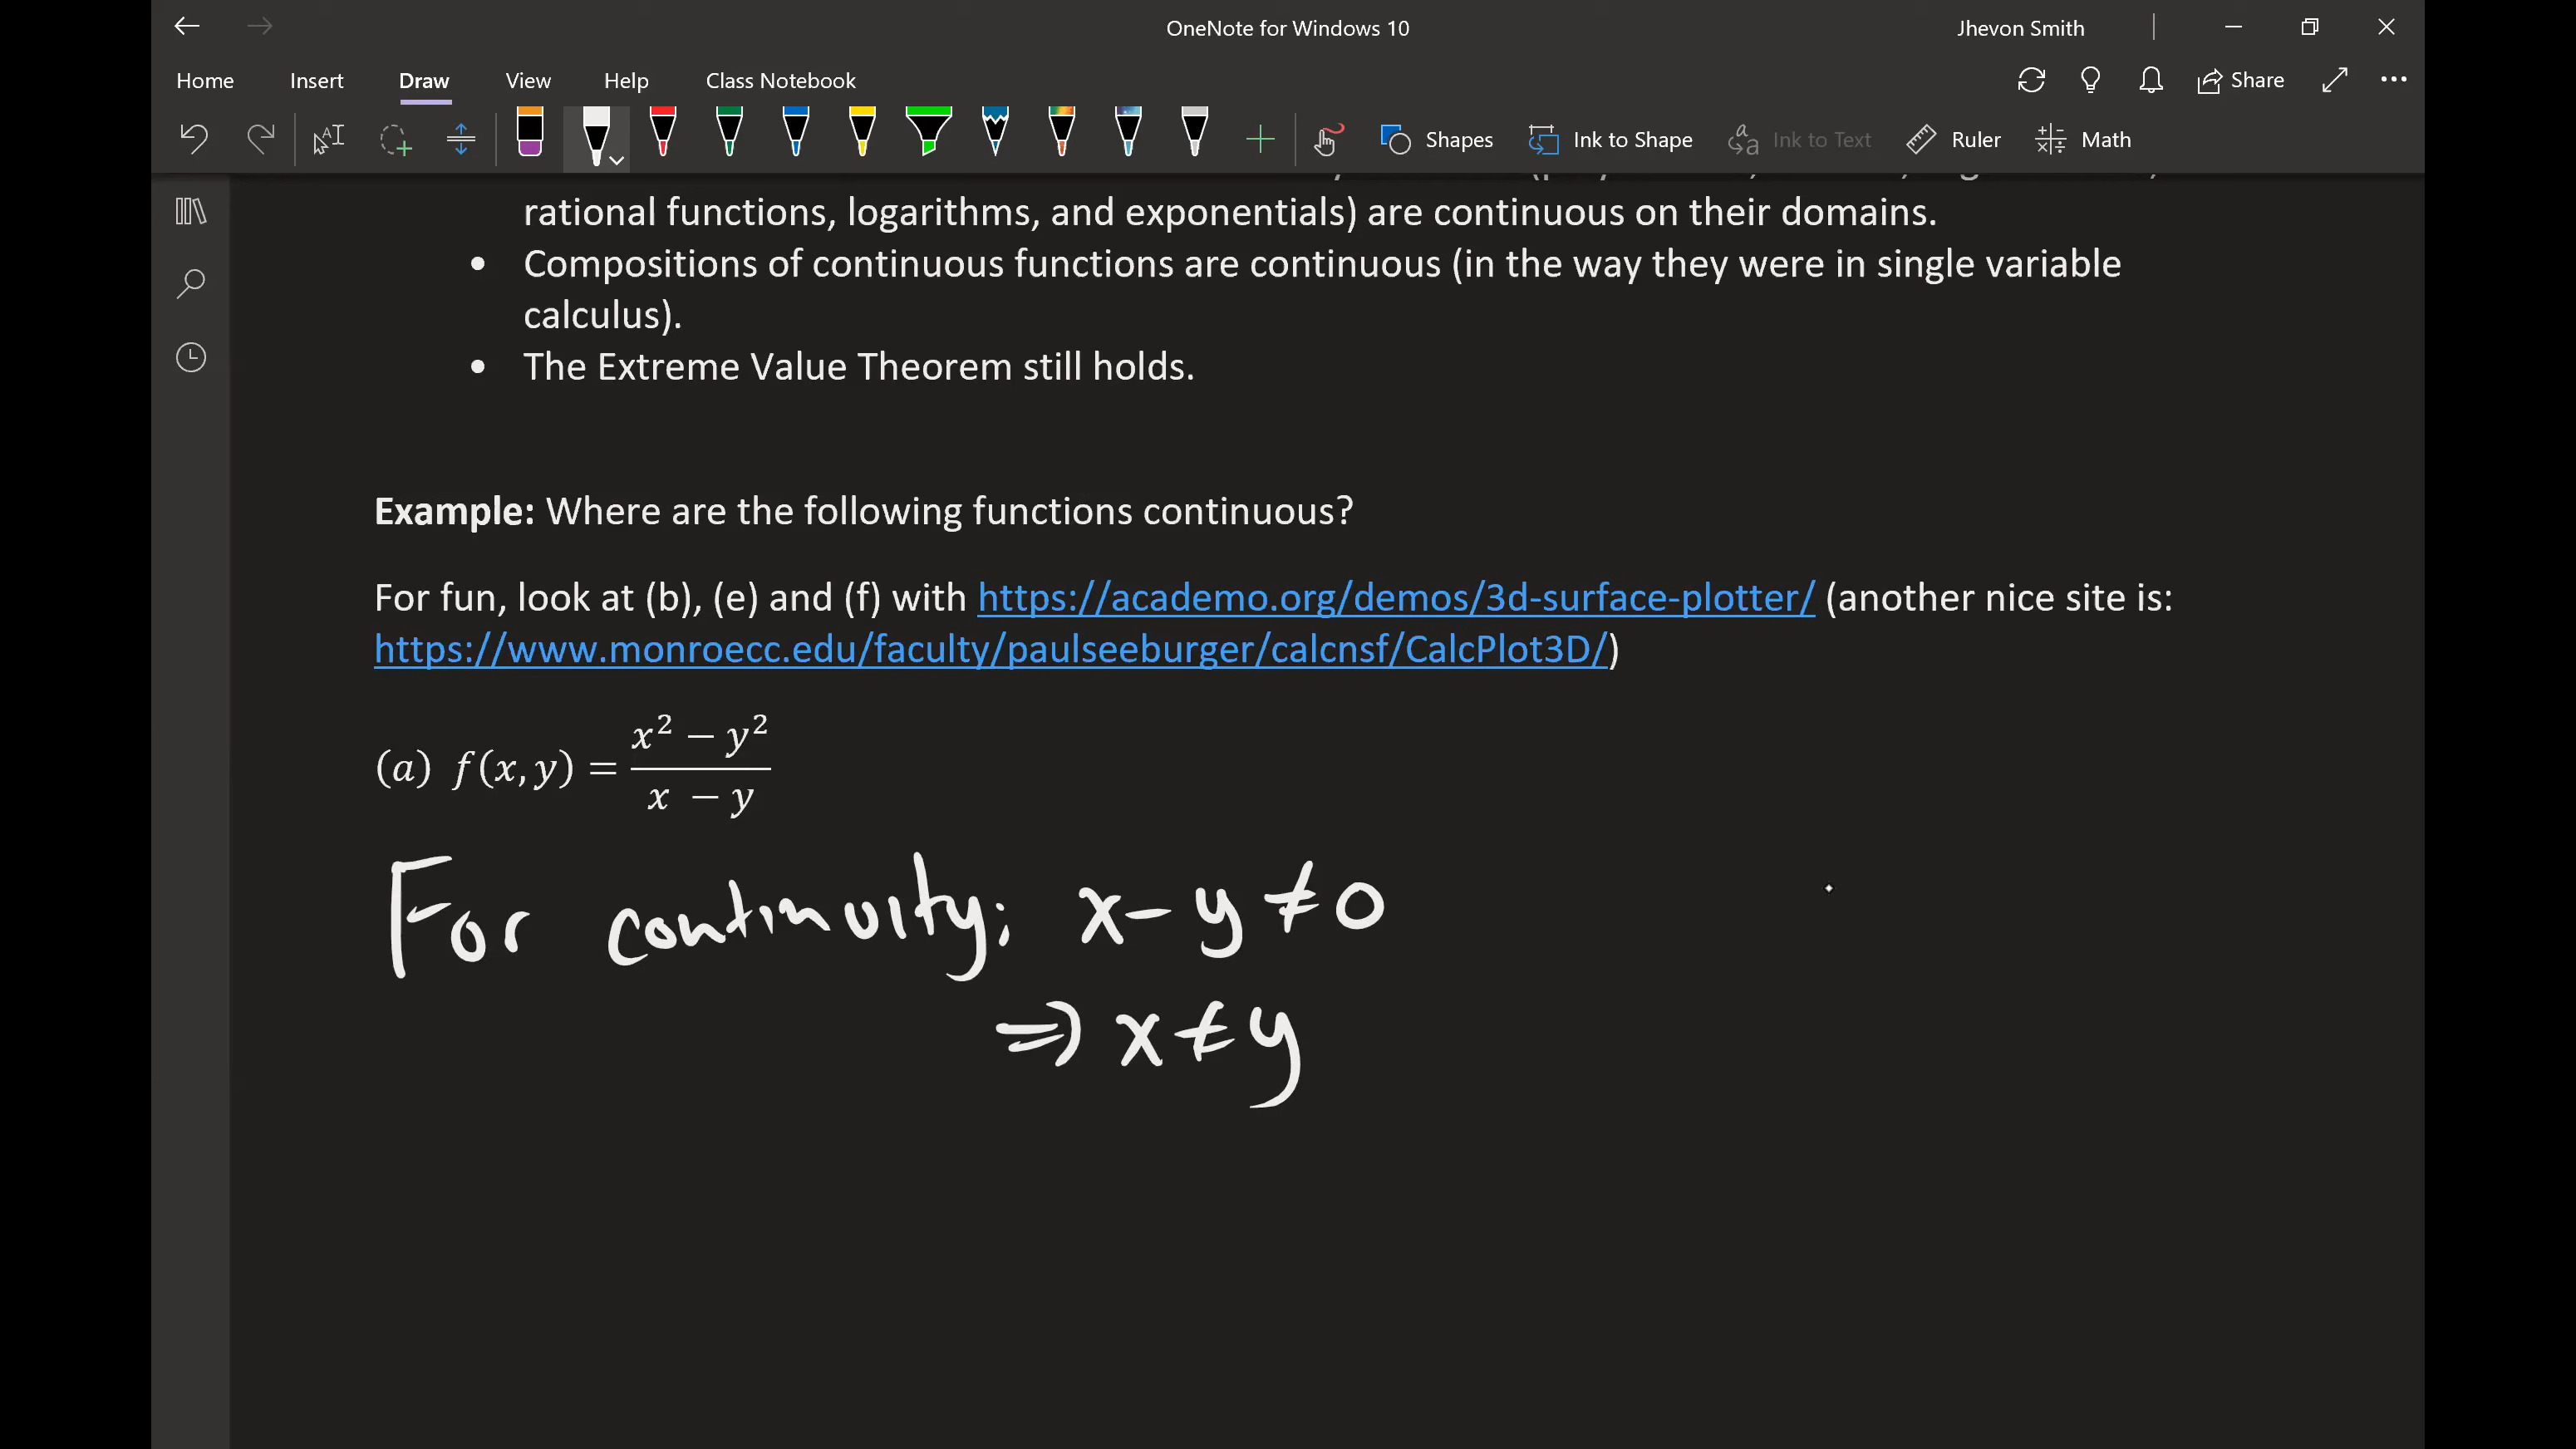 OneNote for Windows 10
Jhevon Smith
Home Insert Draw View Help Class Notebook
Share
Shapes Ink to Shape Ink to Text Ruler Math
rational functions, logarithms, and exponentials) are continuous on their domains.
• Compositions of continuous functions are continuous (in the way they were in single variable
calculus).
• The Extreme Value Theorem still holds.
Example: Where are the following functions continuous?
For fun, look at (b), (e) and (f) with https://academo.org/demos/3d-surface-plotter/ (another nice site is:
https://www.monroecc.edu/faculty/paulseeburger/calcnsf/CalcPlot3D/)
(a) f(x, y) = (x² − y²)/(x − y)
For continuity; x − y ≠ 0
⇒ x ≠ y